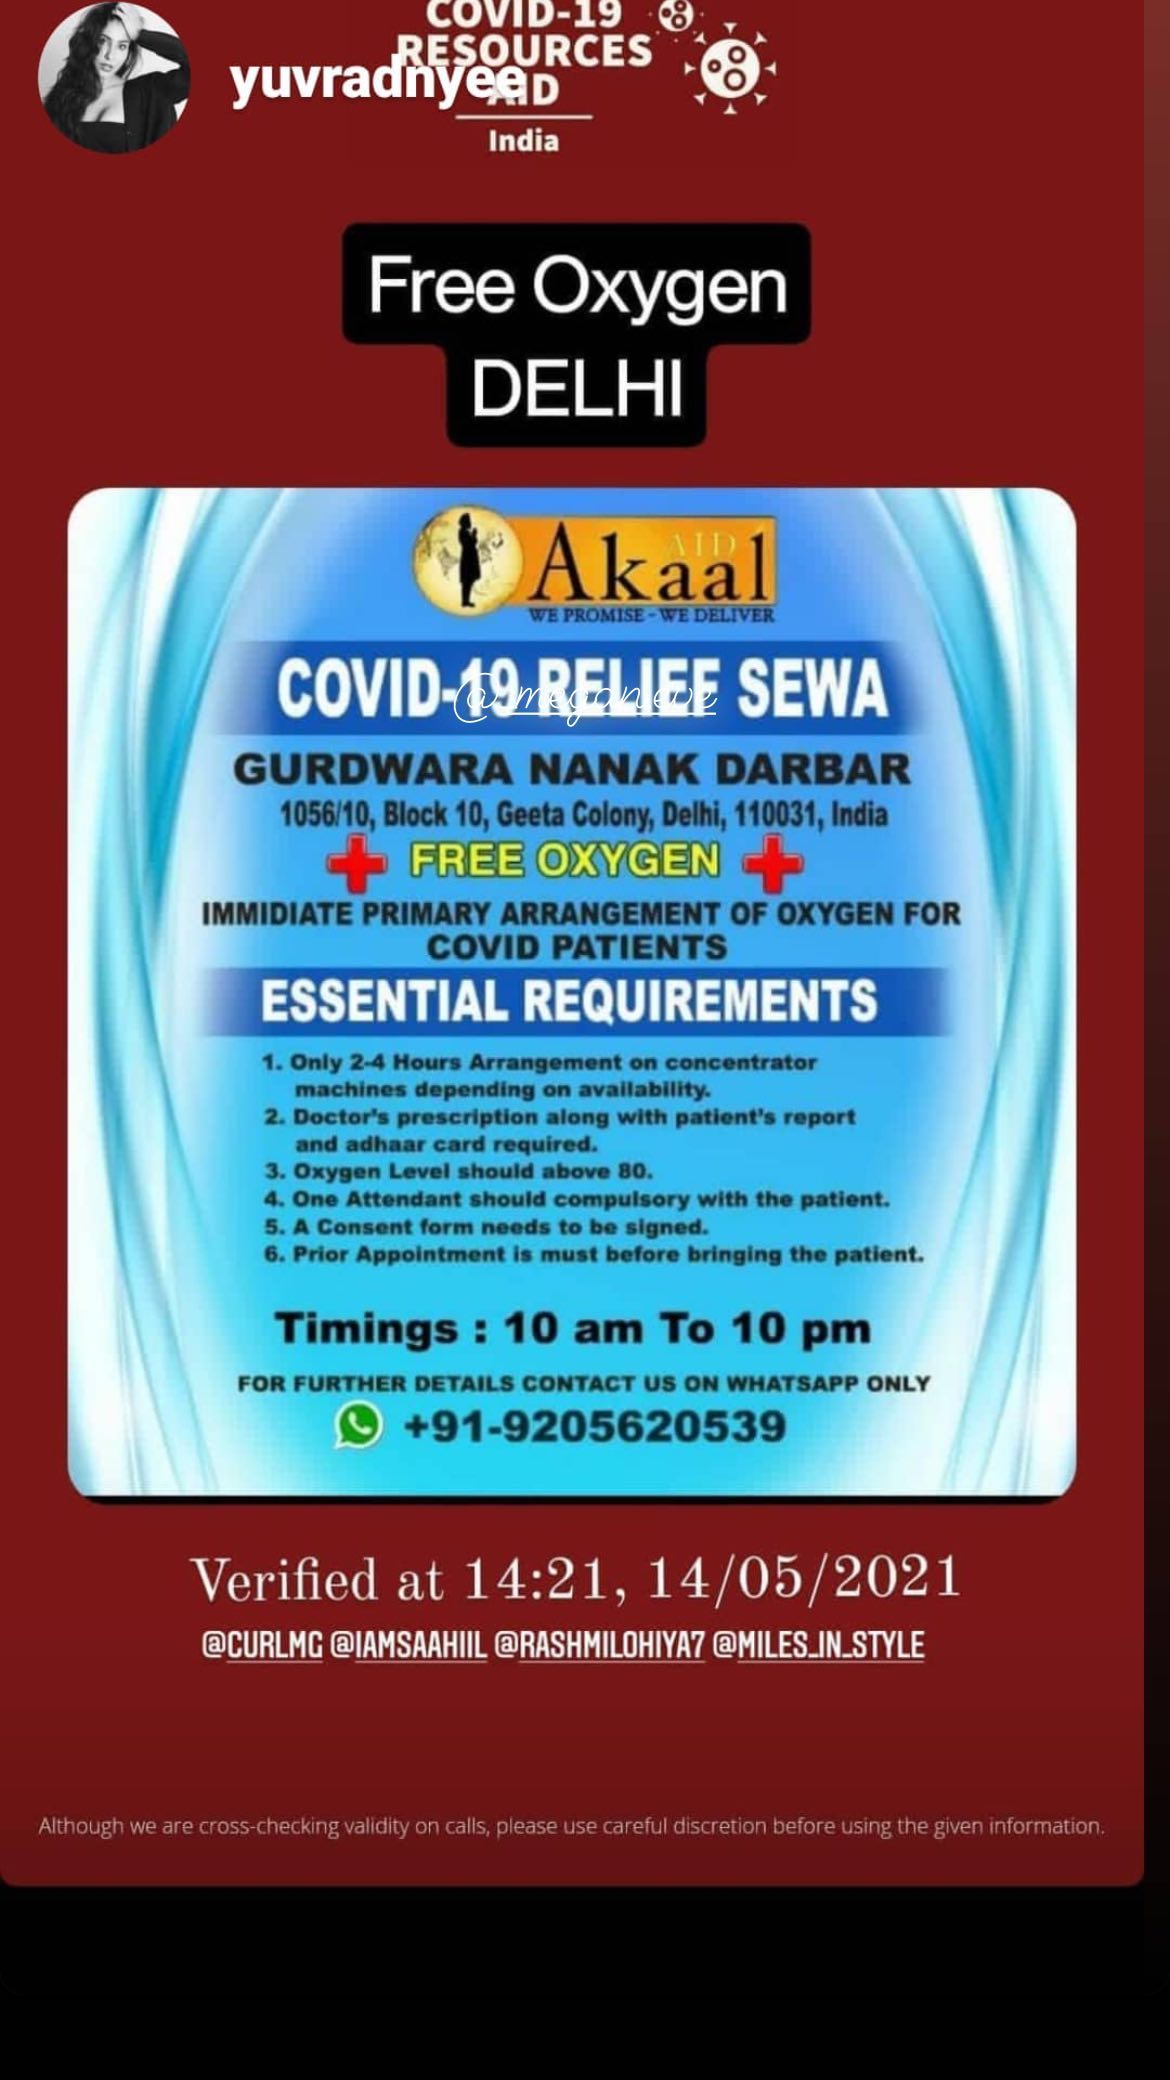 COVID-19
RESOURCES
AID
India
yuvradnyee
Free Oxygen
DELHI
Akaal
AID
WE PROMISE - WE DELIVER
COVID-19 RELIEF SEWA
@megan.eve
GURDWARA NANAK DARBAR
1056/10, Block 10, Geeta Colony, Delhi, 110031, India
FREE OXYGEN
IMMIDIATE PRIMARY ARRANGEMENT OF OXYGEN FOR
COVID PATIENTS
ESSENTIAL REQUIREMENTS
1. Only 2-4 Hours Arrangement on concentrator
machines depending on availability.
2. Doctor's prescription along with patient's report
and adhaar card required.
3. Oxygen Level should above 80.
4. One Attendant should compulsory with the patient.
5. A Consent form needs to be signed.
6. Prior Appointment is must before bringing the patient.
Timings : 10 am To 10 pm
FOR FURTHER DETAILS CONTACT US ON WHATSAPP ONLY
+91-9205620539
Verified at 14:21, 14/05/2021
@CURLMG @IAMSAAHIIL @RASHMILOHIYA7 @MILES_IN_STYLE
Although we are cross-checking validity on calls, please use careful discretion before using the given information.